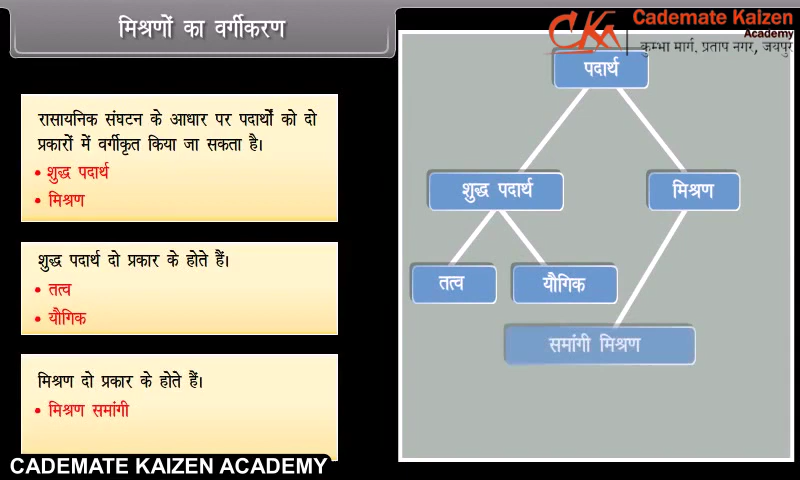 मिश्रणों का वर्गीकरण
Cademate Kaizen
Academy
CKA
कुम्भा मार्ग, प्रताप नगर, जयपुर
रासायनिक संघटन के आधार पर पदार्थों को दो
प्रकारों में वर्गीकृत किया जा सकता है।
• शुद्ध पदार्थ
• मिश्रण
शुद्ध पदार्थ दो प्रकार के होते हैं।
• तत्व
• यौगिक
मिश्रण दो प्रकार के होते हैं।
• मिश्रण समांगी
पदार्थ
शुद्ध पदार्थ
मिश्रण
तत्व
यौगिक
समांगी मिश्रण
CADEMATE KAIZEN ACADEMY